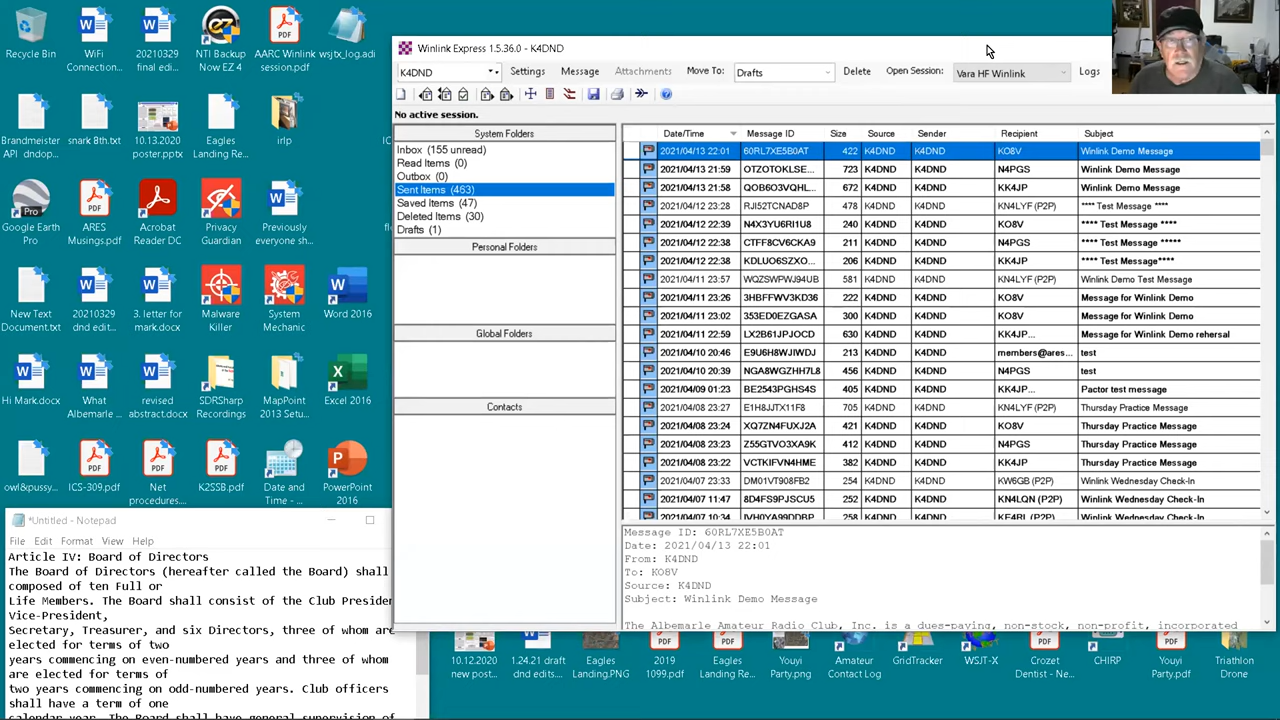 Recycle Bin
WiFi
Connection...
20210329
final edit...
NTI Backup
Now EZ 4
AARC Winlink
session.pdf
wsjtx_log.adi
Brandmeister
API dndop...
snark 8th.txt
10.13.2020
poster.pptx
Eagles
Landing Re...
irlp
Pro
Google Earth
Pro
ARES
Musings.pdf
Acrobat
Reader DC
Privacy
Guardian
Previously
everyone sh...
New Text
Document.txt
20210329
dnd edit...
3. letter for
mark.docx
Malware
Killer
System
Mechanic
Word 2016
Hi Mark.docx
What
Albemarle ...
revised
abstract.docx
SDRSharp
Recordings
MapPoint
2013 Setu...
Excel 2016
owl&pussy...
ICS-309.pdf
Net
procedures...
K2SSB.pdf
Date and
Time - ...
PowerPoint
2016
Winlink Express 1.5.36.0 - K4DND
K4DND Settings Message Attachments Move To: Drafts Delete Open Session: Vara HF Winlink Logs
No active session.
System Folders
Inbox (155 unread)
Read Items (0)
Outbox (0)
Sent Items (463)
Saved Items (47)
Deleted Items (30)
Drafts (1)
Personal Folders
Global Folders
Contacts
Date/Time Message ID Size Source Sender Recipient Subject
2021/04/13 22:01 60RL7XE5B0AT 422 K4DND K4DND KO8V Winlink Demo Message
2021/04/13 21:59 OTZOTOKLSE... 723 K4DND K4DND N4PGS Winlink Demo Message
2021/04/13 21:58 QOB6O3VQHL... 672 K4DND K4DND KK4JP Winlink Demo Message
2021/04/12 23:28 RJI52TCNAD8P 478 K4DND K4DND KN4LYF (P2P) **** Test Message ****
2021/04/12 22:39 N4X3YU6RI1U8 240 K4DND K4DND KO8V **** Test Message ****
2021/04/12 22:38 CTFF8CV6CKA9 211 K4DND K4DND N4PGS **** Test Message *****
2021/04/12 22:38 KDLUO6SZXO... 206 K4DND K4DND KK4JP **** Test Message****
2021/04/11 23:57 WQZSWPWJ94UB 581 K4DND K4DND KN4LYF (P2P) Winlink Demo Test Message
2021/04/11 23:26 3HBFFWV3KD36 222 K4DND K4DND KO8V Message for Winlink Demo
2021/04/11 23:02 353ED0EZGASA 300 K4DND K4DND KO8V Message for Winlink Demo
2021/04/11 22:59 LX2B61JPJOCD 630 K4DND K4DND KK4JP... Message for Winlink Demo rehersal
2021/04/10 20:46 E9U6H8WJIWDJ 213 K4DND K4DND members@ares... test
2021/04/10 20:39 NGA8WGZHH7L8 456 K4DND K4DND N4PGS test
2021/04/09 01:23 BE2543PGHS4S 405 K4DND K4DND KK4JP... Pactor test message
2021/04/08 23:27 E1H8JJTX11F8 705 K4DND K4DND KN4LYF (P2P) Thursday Practice Message
2021/04/08 23:24 XQ7ZN4FUXJ2A 421 K4DND K4DND KO8V Thursday Practice Message
2021/04/08 23:23 Z55GTVO3XA9K 412 K4DND K4DND N4PGS Thursday Practice Message
2021/04/08 23:22 VCTKIFVN4HME 382 K4DND K4DND KK4JP Thursday Practice Message
2021/04/07 23:33 DM01VT908FB2 254 K4DND K4DND KW6GB (P2P) Winlink Wednesday Check-In
2021/04/07 11:47 8D4FS9PJSCU5 252 K4DND K4DND KN4LQN (P2P) Winlink Wednesday Check-In
2021/04/07 10:34 258 K4DND K4DND Winlink Wednesday Check-In
Message ID: 60RL7XE5B0AT
Date: 2021/04/13 22:01
From: K4DND
To: KO8V
Source: K4DND
Subject: Winlink Demo Message
The Albemarle Amateur Radio Club, Inc. is a dues-paying, non-stock, non-profit, incorporated
*Untitled - Notepad
File Edit Format View Help
Article IV: Board of Directors
The Board of Directors (hereafter called the Board) shall
composed of ten Full or
Life Members. The Board shall consist of the Club Presiden
Vice-President,
Secretary, Treasurer, and six Directors, three of whom are
elected for terms of two
years commencing on even-numbered years and three of whom
are elected for terms of
two years commencing on odd-numbered years. Club officers
shall have a term of one
calendar year. The Board shall have general supervision of
10.12.2020
new post...
1.24.21 draft
dnd edits....
Eagles
Landing.PNG
2019
1099.pdf
Eagles
Landing Re...
Youyi
Party.png
Amateur
Contact Log
GridTracker
WSJT-X
Crozet
Dentist - Ne...
CHIRP
Youyi
Party.pdf
Triathlon
Drone